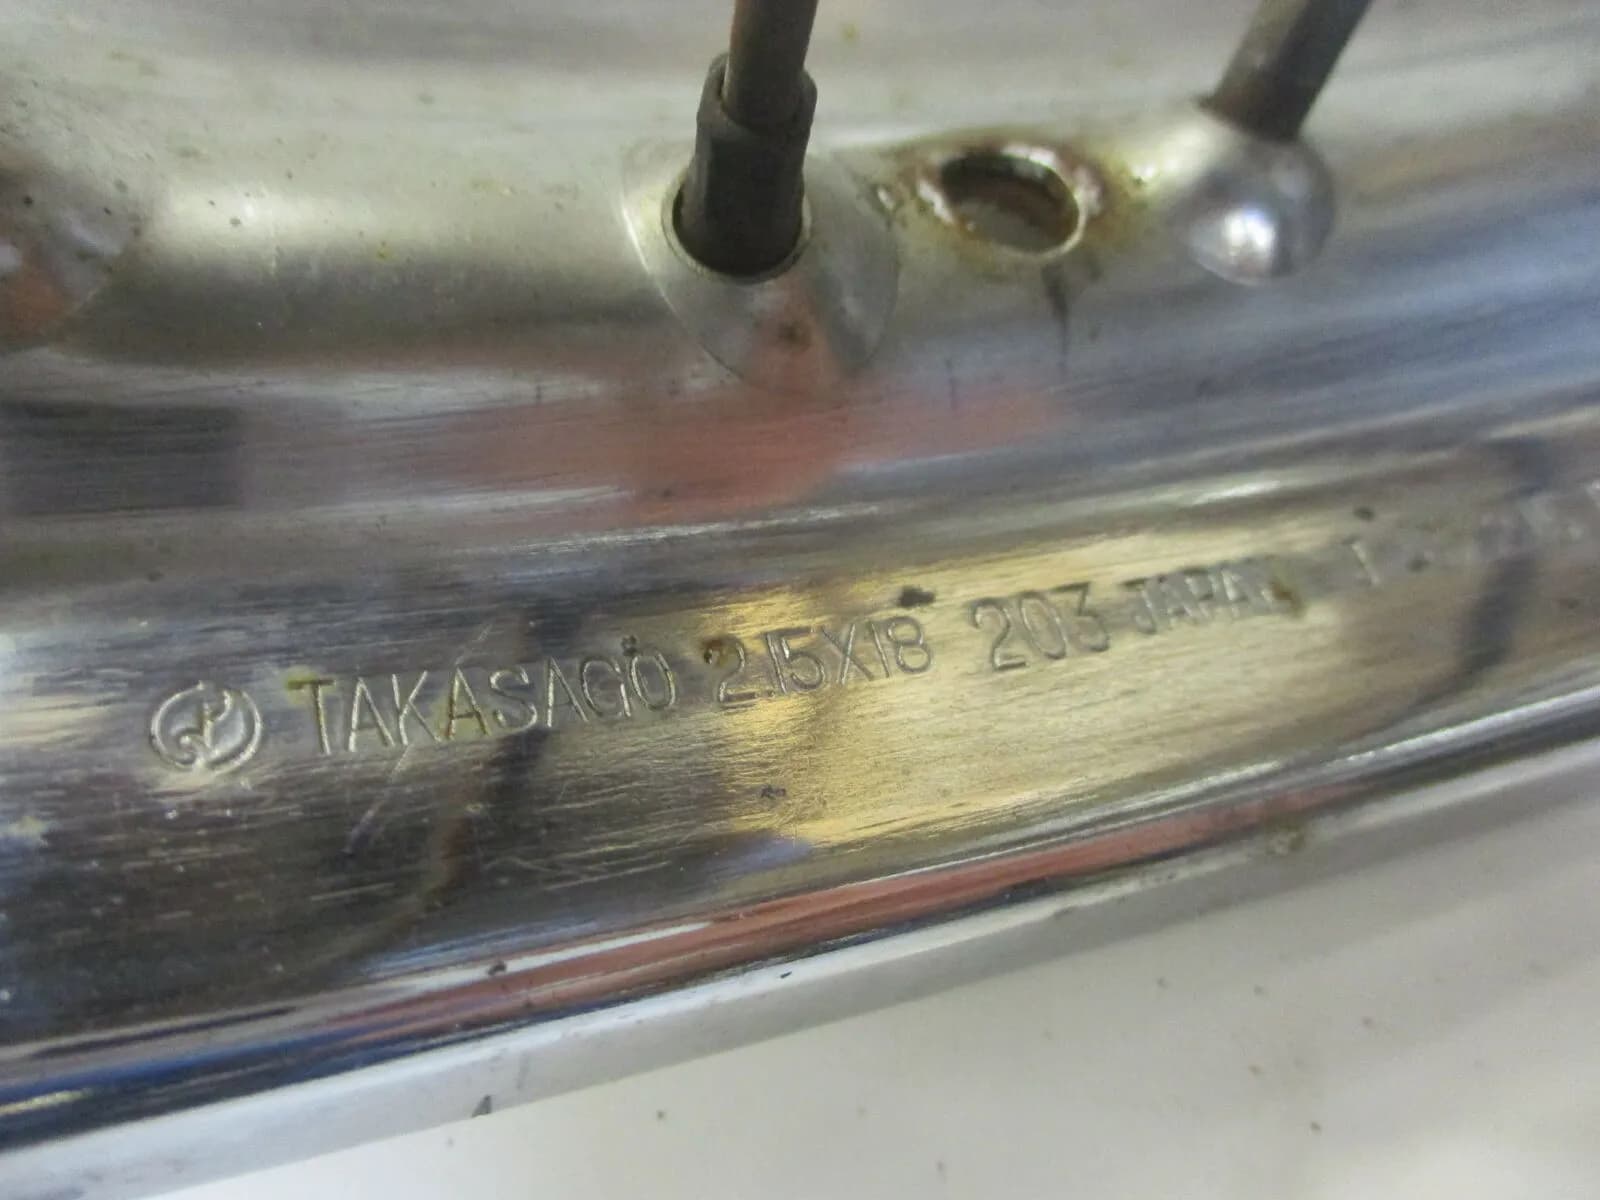 TAKASAGO 2.15X18 203 JAPAN J